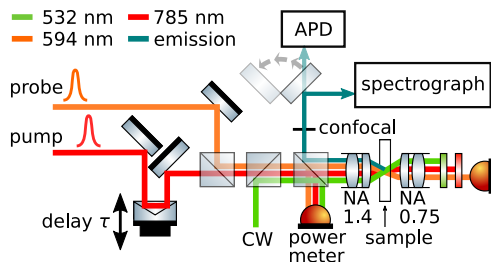 532 nm
785 nm
594 nm
emission
APD
spectrograph
probe
pump
confocal
delay τ
CW
power
meter
NA
1.4
sample
NA
0.75